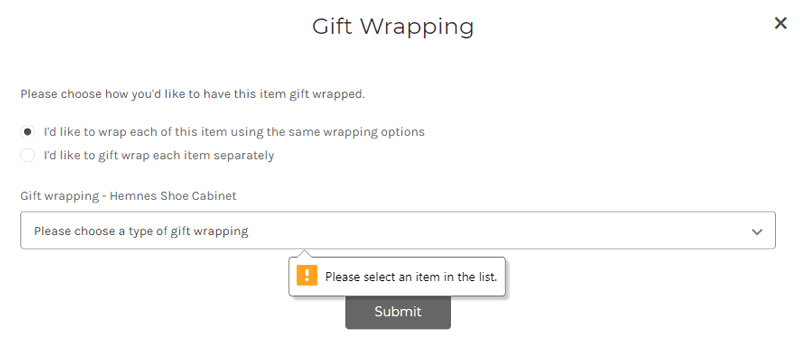 Gift Wrapping
Please choose how you'd like to have this item gift wrapped.
I'd like to wrap each of this item using the same wrapping options
I'd like to gift wrap each item separately
Gift wrapping - Hemnes Shoe Cabinet
Please choose a type of gift wrapping
Please select an item in the list.
Submit